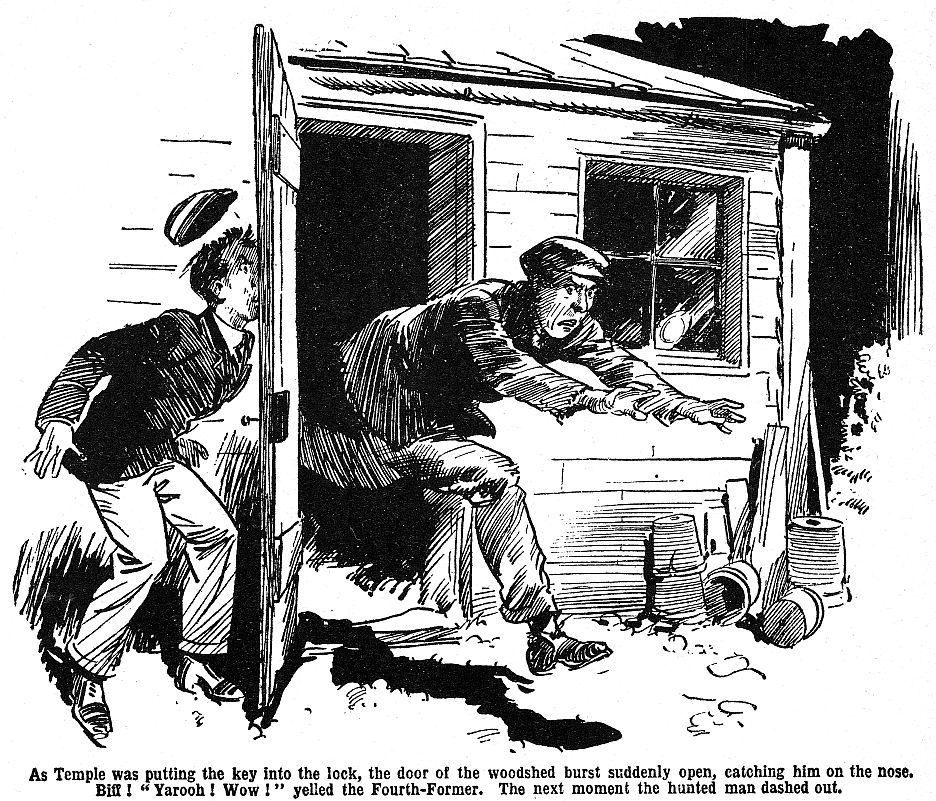 As Temple was putting the key into the lock, the door of the woodshed burst suddenly open, catching him on the nose.
Biff ! “ Yarooh ! Wow ! ” yelled the Fourth-Former. The next moment the hunted man dashed out.